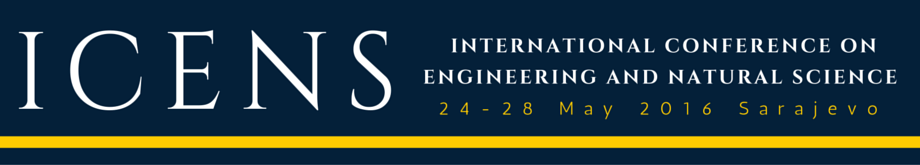 ICENS
INTERNATIONAL CONFERENCE ON
ENGINEERING AND NATURAL SCIENCE
24-28 May 2016 Sarajevo